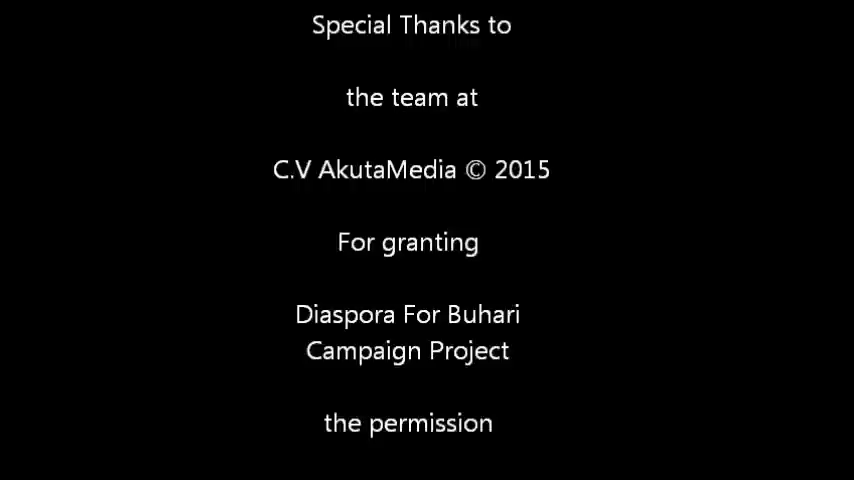 Special Thanks to
the team at
C.V AkutaMedia © 2015
For granting
Diaspora For Buhari
Campaign Project
the permission